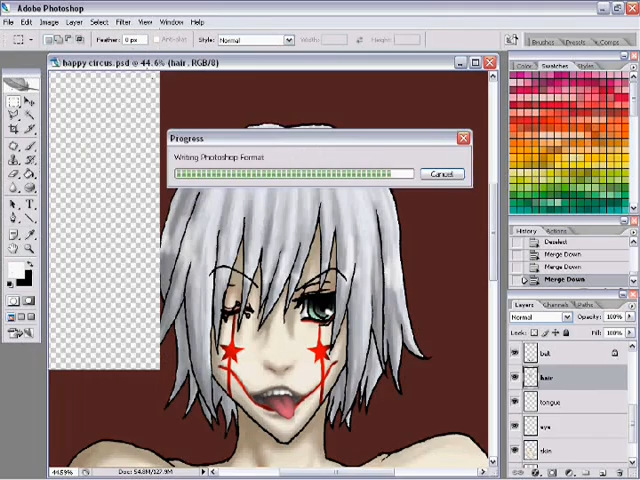 Adobe Photoshop
File Edit Image Layer Select Filter View Window Help
Feather: 0 px Anti-alias Style: Normal Width: Height: Brushes Presets Comps
happy circus.psd @ 44.6% (hair, RGB/8)
Color Swatches Styles
Progress
Writing Photoshop Format
Cancel
History Actions
Deselect
Merge Down
Merge Down
Merge Down
Layers Channels Paths
Normal Opacity: 100%
Lock: Fill: 100%
hair
tongue
eye
skin
44.59% Doc: 54.8M/127.9M